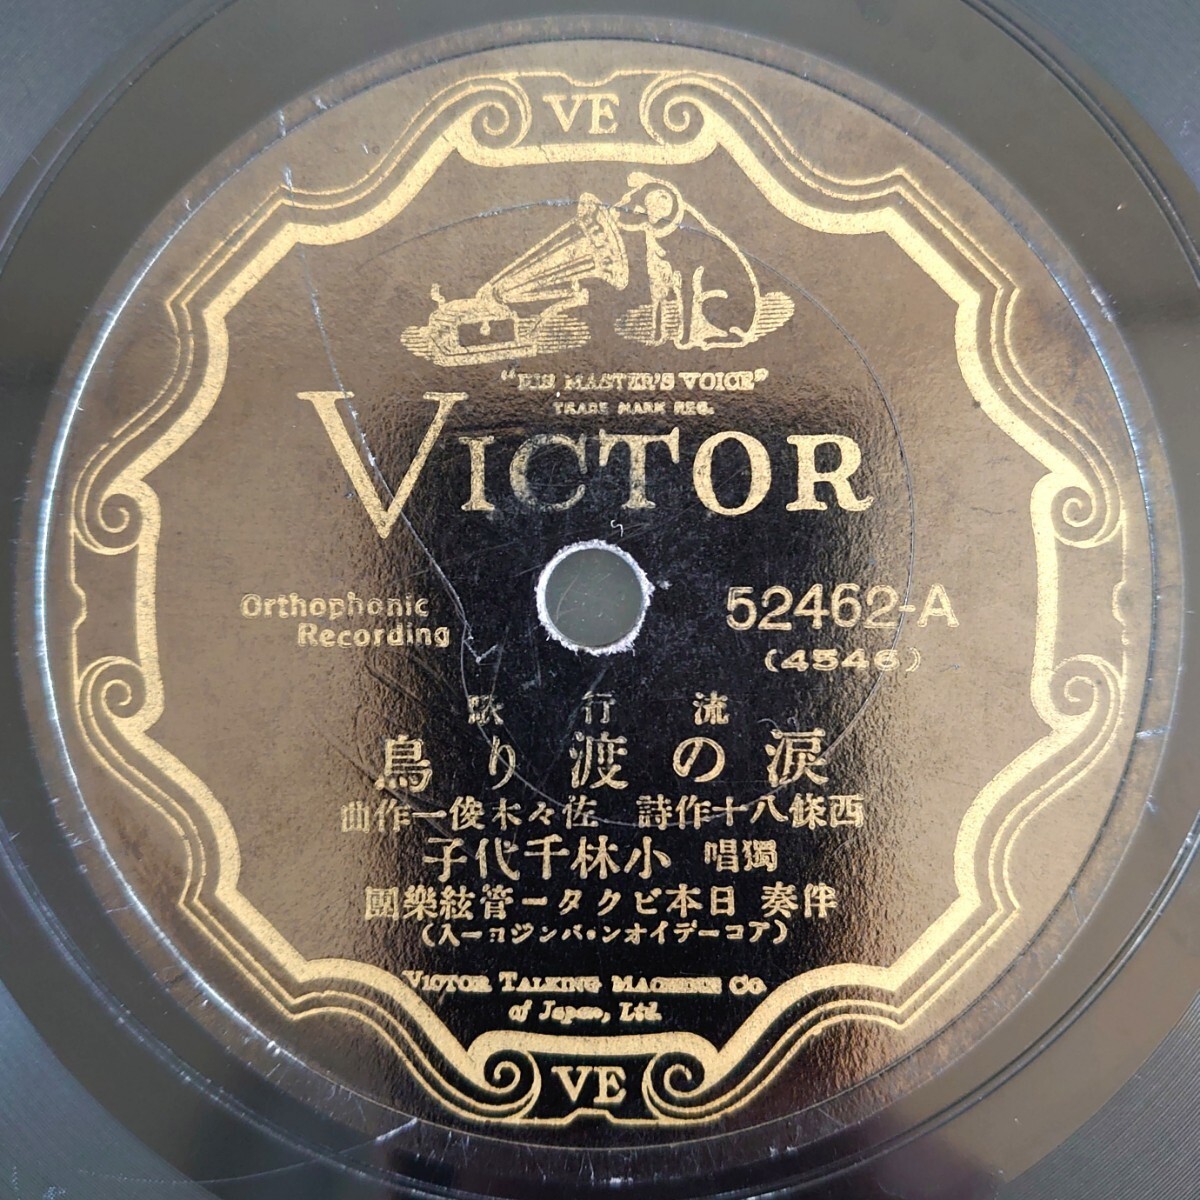 VE
"HIS MASTER'S VOICE"
TRADE MARK REG.
VICTOR
Orthophonic
Recording
52462-A
(4546)
流行歌
涙の渡り鳥
西條八十作詩 佐々木俊一作曲
獨唱 小林千代子
伴奏 日本ビクター管絃樂團
(アコーデイオン・バンジヨー入)
VICTOR TALKING MACHINE CO.
of Japan, Ltd.
VE